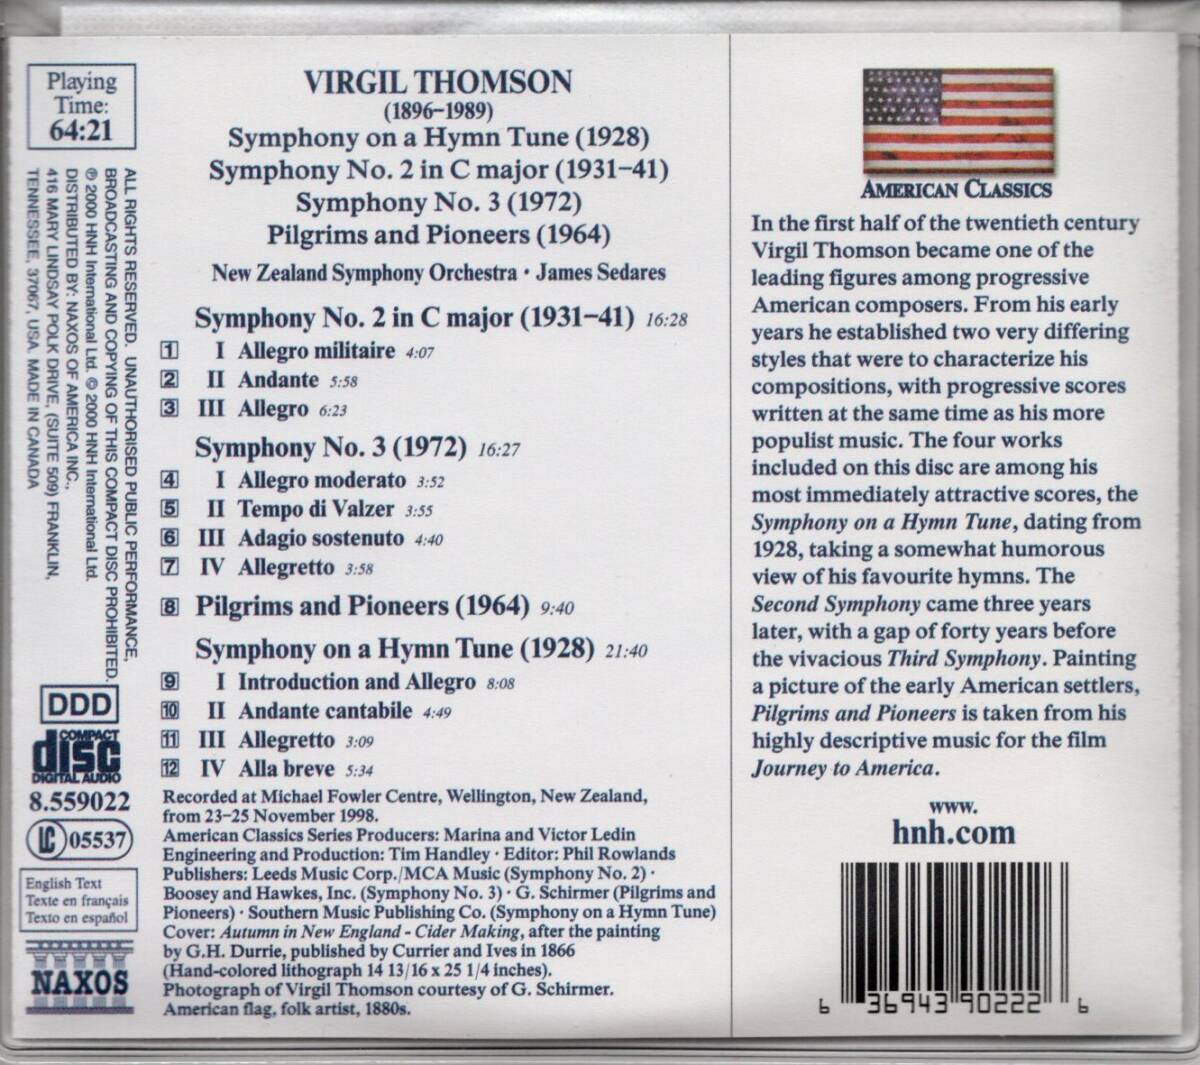 Playing
Time:
64:21
ALL RIGHTS RESERVED. UNAUTHORISED PUBLIC PERFORMANCE,
BROADCASTING AND COPYING OF THIS COMPACT DISC PROHIBITED.
℗ 2000 HNH International Ltd. © 2000 HNH International Ltd.
DISTRIBUTED BY: NAXOS OF AMERICA INC.,
416 MARY LINDSAY POLK DRIVE, (SUITE 509) FRANKLIN,
TENNESSEE, 37067, USA. MADE IN CANADA
DDD
COMPACT
disc
DIGITAL AUDIO
8.559022
LC 05537
English Text
Texte en français
Texto en español
NAXOS
VIRGIL THOMSON
(1896–1989)
Symphony on a Hymn Tune (1928)
Symphony No. 2 in C major (1931–41)
Symphony No. 3 (1972)
Pilgrims and Pioneers (1964)
New Zealand Symphony Orchestra • James Sedares
Symphony No. 2 in C major (1931–41) 16:28
1 I Allegro militaire 4:07
2 II Andante 5:58
3 III Allegro 6:23
Symphony No. 3 (1972) 16:27
4 I Allegro moderato 3:52
5 II Tempo di Valzer 3:55
6 III Adagio sostenuto 4:40
7 IV Allegretto 3:58
8 Pilgrims and Pioneers (1964) 9:40
Symphony on a Hymn Tune (1928) 21:40
9 I Introduction and Allegro 8:08
10 II Andante cantabile 4:49
11 III Allegretto 3:09
12 IV Alla breve 5:34
Recorded at Michael Fowler Centre, Wellington, New Zealand,
from 23–25 November 1998.
American Classics Series Producers: Marina and Victor Ledin
Engineering and Production: Tim Handley • Editor: Phil Rowlands
Publishers: Leeds Music Corp./MCA Music (Symphony No. 2) •
Boosey and Hawkes, Inc. (Symphony No. 3) • G. Schirmer (Pilgrims and
Pioneers) • Southern Music Publishing Co. (Symphony on a Hymn Tune)
Cover: Autumn in New England - Cider Making, after the painting
by G.H. Durrie, published by Currier and Ives in 1866
(Hand-colored lithograph 14 13/16 x 25 1/4 inches).
Photograph of Virgil Thomson courtesy of G. Schirmer.
American flag, folk artist, 1880s.
AMERICAN CLASSICS
In the first half of the twentieth century
Virgil Thomson became one of the
leading figures among progressive
American composers. From his early
years he established two very differing
styles that were to characterize his
compositions, with progressive scores
written at the same time as his more
populist music. The four works
included on this disc are among his
most immediately attractive scores, the
Symphony on a Hymn Tune, dating from
1928, taking a somewhat humorous
view of his favourite hymns. The
Second Symphony came three years
later, with a gap of forty years before
the vivacious Third Symphony. Painting
a picture of the early American settlers,
Pilgrims and Pioneers is taken from his
highly descriptive music for the film
Journey to America.
www.
hnh.com
6 36943 90222 6